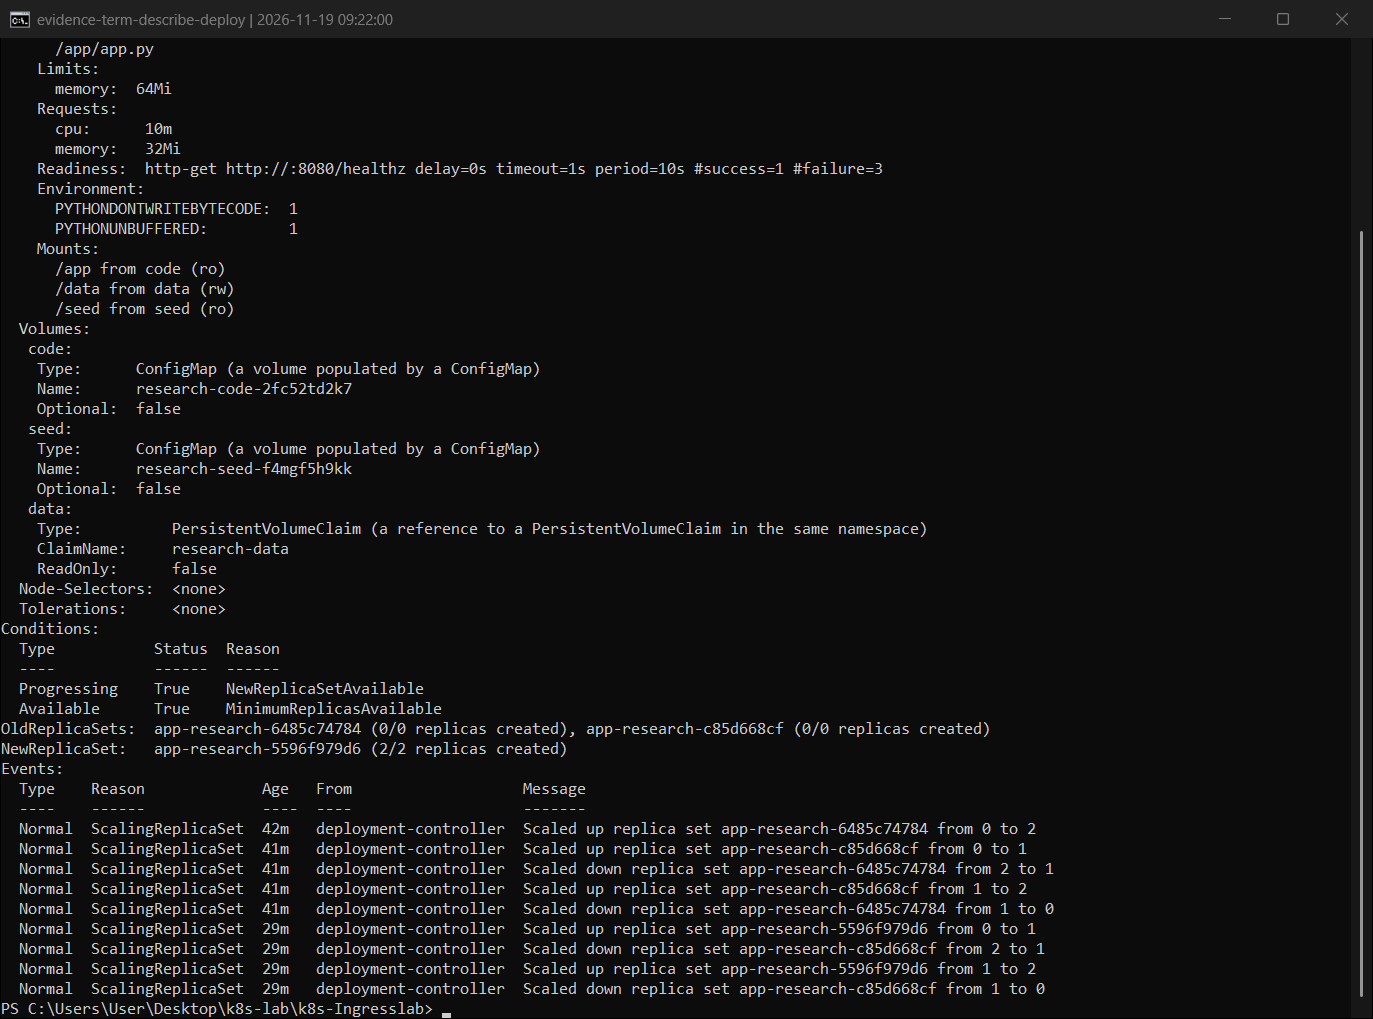 evidence-term-describe-deploy | 2026-11-19 09:22:00
      /app/app.py
    Limits:
      memory:  64Mi
    Requests:
      cpu:      10m
      memory:   32Mi
    Readiness:  http-get http://:8080/healthz delay=0s timeout=1s period=10s #success=1 #failure=3
    Environment:
      PYTHONDONTWRITEBYTECODE:  1
      PYTHONUNBUFFERED:         1
    Mounts:
      /app from code (ro)
      /data from data (rw)
      /seed from seed (ro)
  Volumes:
   code:
    Type:      ConfigMap (a volume populated by a ConfigMap)
    Name:      research-code-2fc52td2k7
    Optional:  false
   seed:
    Type:      ConfigMap (a volume populated by a ConfigMap)
    Name:      research-seed-f4mgf5h9kk
    Optional:  false
   data:
    Type:          PersistentVolumeClaim (a reference to a PersistentVolumeClaim in the same namespace)
    ClaimName:     research-data
    ReadOnly:      false
  Node-Selectors:  <none>
  Tolerations:     <none>
Conditions:
  Type           Status  Reason
  ----           ------  ------
  Progressing    True    NewReplicaSetAvailable
  Available      True    MinimumReplicasAvailable
OldReplicaSets:  app-research-6485c74784 (0/0 replicas created), app-research-c85d668cf (0/0 replicas created)
NewReplicaSet:   app-research-5596f979d6 (2/2 replicas created)
Events:
  Type    Reason             Age   From                   Message
  ----    ------             ----  ----                   -------
  Normal  ScalingReplicaSet  42m   deployment-controller  Scaled up replica set app-research-6485c74784 from 0 to 2
  Normal  ScalingReplicaSet  41m   deployment-controller  Scaled up replica set app-research-c85d668cf from 0 to 1
  Normal  ScalingReplicaSet  41m   deployment-controller  Scaled down replica set app-research-6485c74784 from 2 to 1
  Normal  ScalingReplicaSet  41m   deployment-controller  Scaled up replica set app-research-c85d668cf from 1 to 2
  Normal  ScalingReplicaSet  41m   deployment-controller  Scaled down replica set app-research-6485c74784 from 1 to 0
  Normal  ScalingReplicaSet  29m   deployment-controller  Scaled up replica set app-research-5596f979d6 from 0 to 1
  Normal  ScalingReplicaSet  29m   deployment-controller  Scaled down replica set app-research-c85d668cf from 2 to 1
  Normal  ScalingReplicaSet  29m   deployment-controller  Scaled up replica set app-research-5596f979d6 from 1 to 2
  Normal  ScalingReplicaSet  29m   deployment-controller  Scaled down replica set app-research-c85d668cf from 1 to 0
PS C:\Users\User\Desktop\k8s-lab\k8s-Ingresslab>